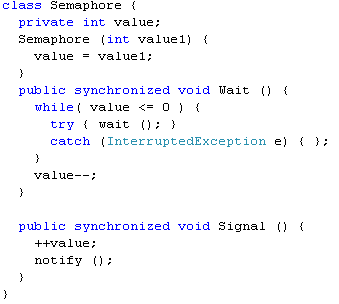 class Semaphore {
  private int value;
  Semaphore (int value1) {
    value = value1;
  }
  public synchronized void Wait () {
    while( value <= 0 ) {
      try { wait (); }
      catch (InterruptedException e) { };
    }
    value--;
  }

  public synchronized void Signal () {
    ++value;
    notify ();
  }
}